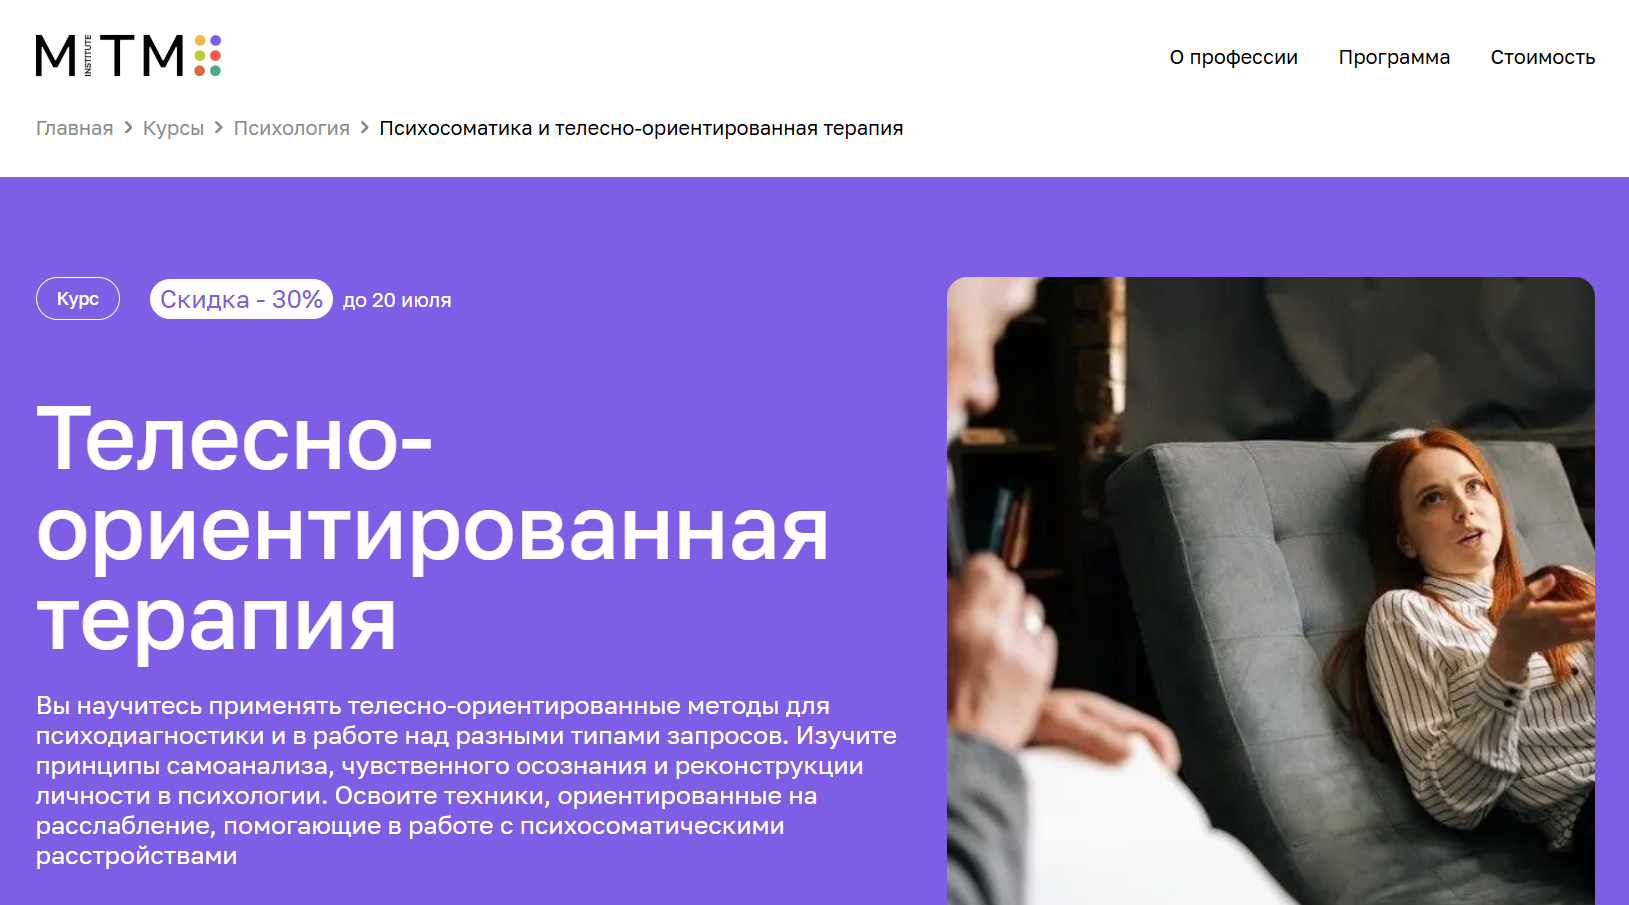 MITM INSTITUTE
О профессии Программа Стоимость
Главная > Курсы > Психология > Психосоматика и телесно-ориентированная терапия
Курс Скидка - 30% до 20 июля
Телесно-
ориентированная
терапия
Вы научитесь применять телесно-ориентированные методы для
психодиагностики и в работе над разными типами запросов. Изучите
принципы самоанализа, чувственного осознания и реконструкции
личности в психологии. Освоите техники, ориентированные на
расслабление, помогающие в работе с психосоматическими
расстройствами